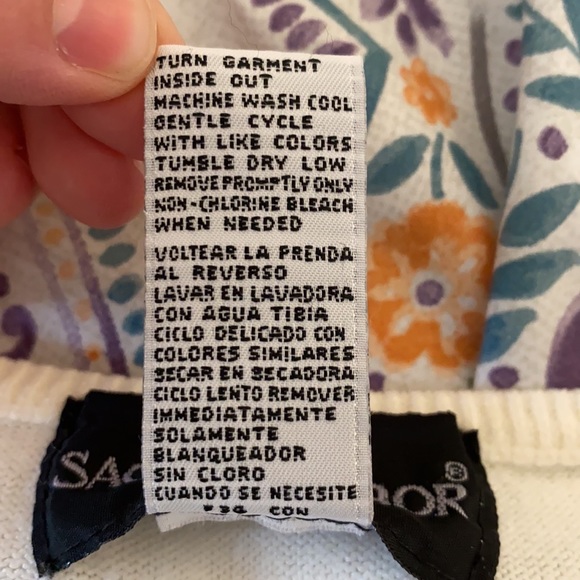 TURN GARMENT
INSIDE OUT
MACHINE WASH COOL
GENTLE CYCLE
WITH LIKE COLORS
TUMBLE DRY LOW
REMOVE PROMPTLY ONLY
NON-CHLORINE BLEACH
WHEN NEEDED
VOLTEAR LA PRENDA
AL REVERSO
LAVAR EN LAVADORA
CON AGUA TIBIA
CICLO DELICADO CON
COLORES SIMILARES
SECAR EN SECADORA
CICLO LENTO REMOVER
IMMEDIATAMENTE
SOLAMENTE
BLANQUEADOR
SIN CLORO
CUANDO SE NECESITE
CON
®